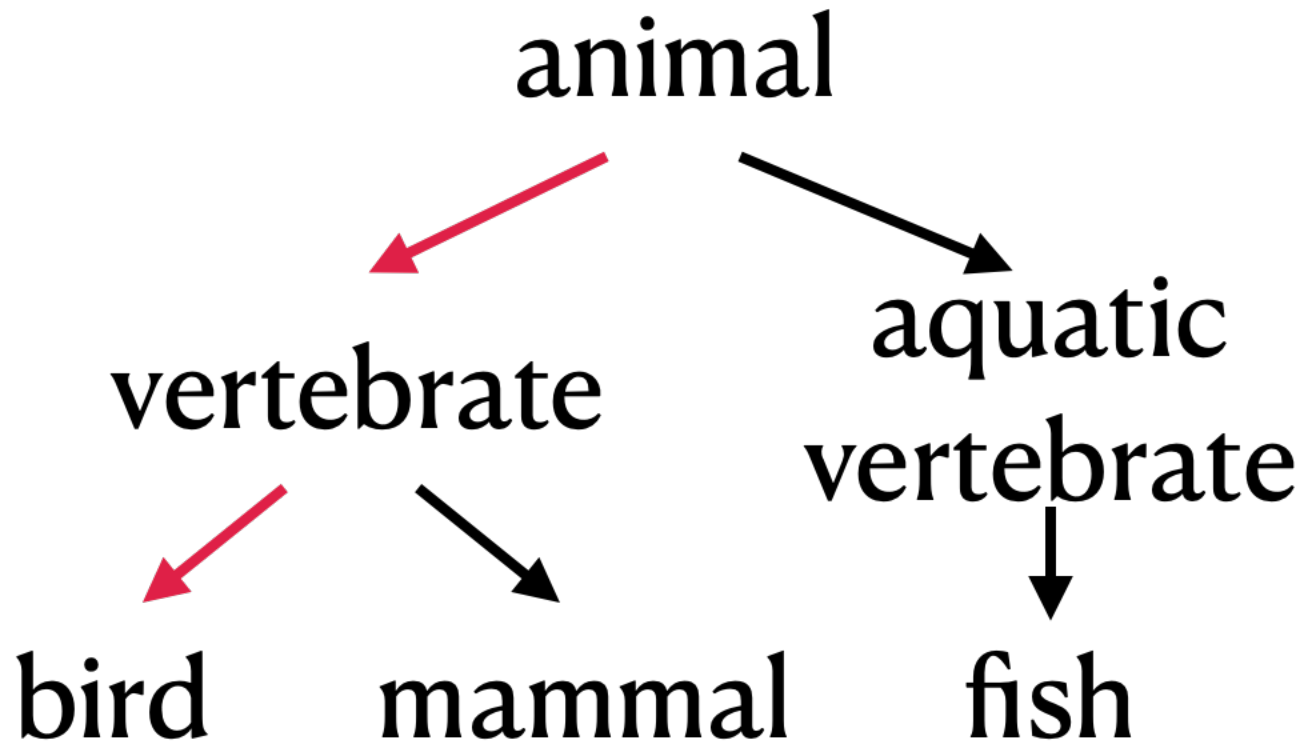 animal
vertebrate
aquatic
vertebrate
bird
mammal
fish